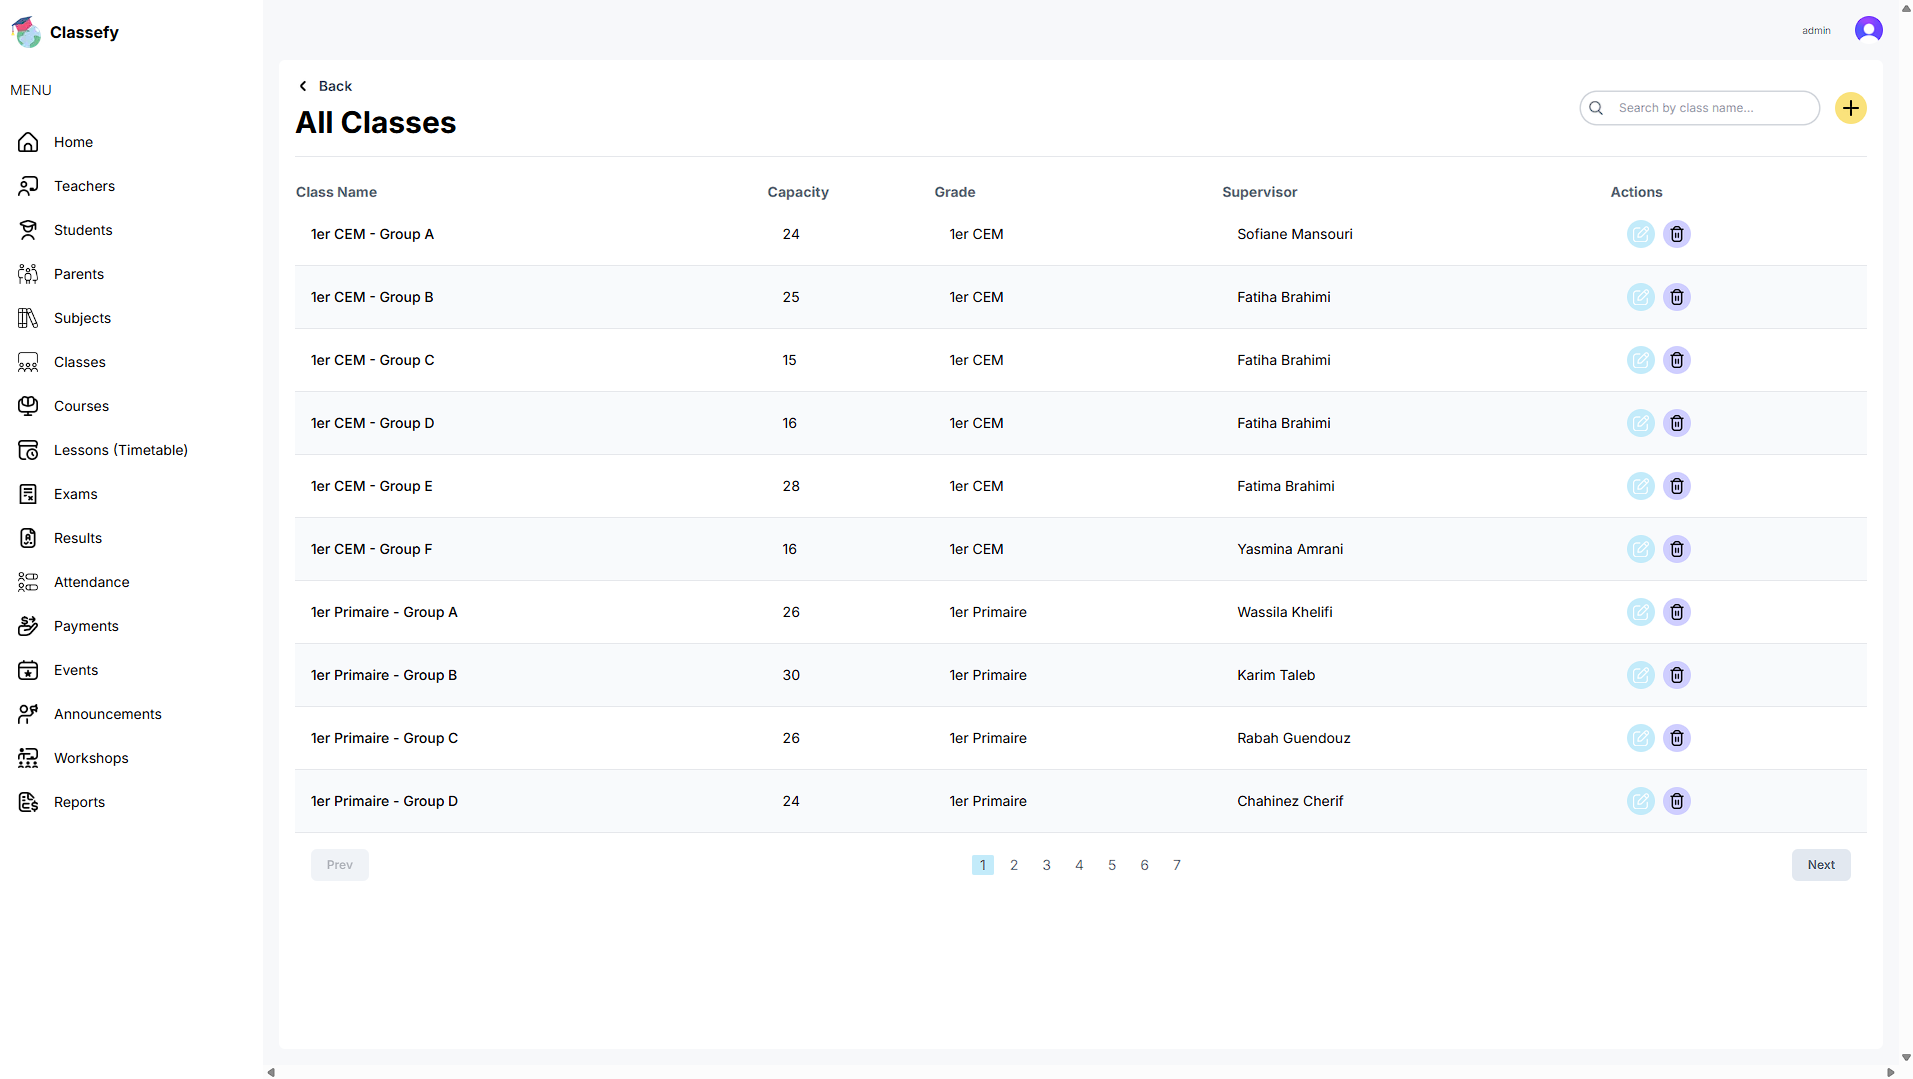 Classefy
admin
MENU
Home
Teachers
Students
Parents
Subjects
Classes
Courses
Lessons (Timetable)
Exams
Results
Attendance
Payments
Events
Announcements
Workshops
Reports
Back
All Classes
Search by class name...
Class Name Capacity Grade Supervisor Actions
1er CEM - Group A 24 1er CEM Sofiane Mansouri
1er CEM - Group B 25 1er CEM Fatiha Brahimi
1er CEM - Group C 15 1er CEM Fatiha Brahimi
1er CEM - Group D 16 1er CEM Fatiha Brahimi
1er CEM - Group E 28 1er CEM Fatima Brahimi
1er CEM - Group F 16 1er CEM Yasmina Amrani
1er Primaire - Group A 26 1er Primaire Wassila Khelifi
1er Primaire - Group B 30 1er Primaire Karim Taleb
1er Primaire - Group C 26 1er Primaire Rabah Guendouz
1er Primaire - Group D 24 1er Primaire Chahinez Cherif
Prev 1 2 3 4 5 6 7 Next